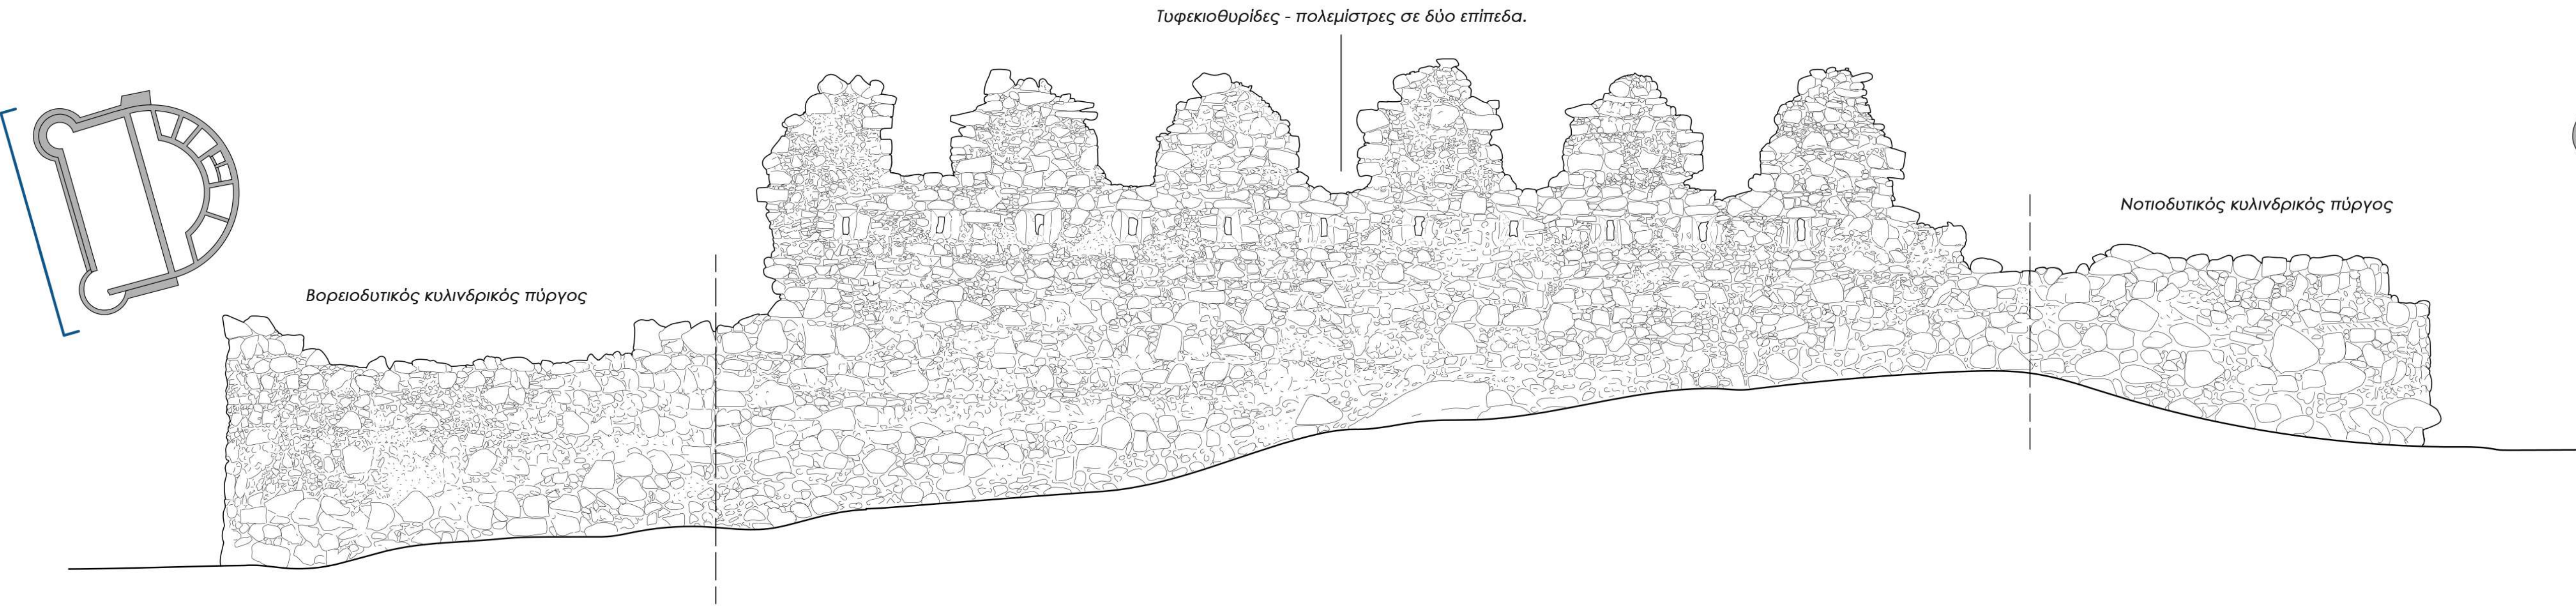 Τυφεκιοθυρίδες - πολεμίστρες σε δύο επίπεδα.
Νοτιοδυτικός κυλινδρικός πύργος
Βορειοδυτικός κυλινδρικός πύργος